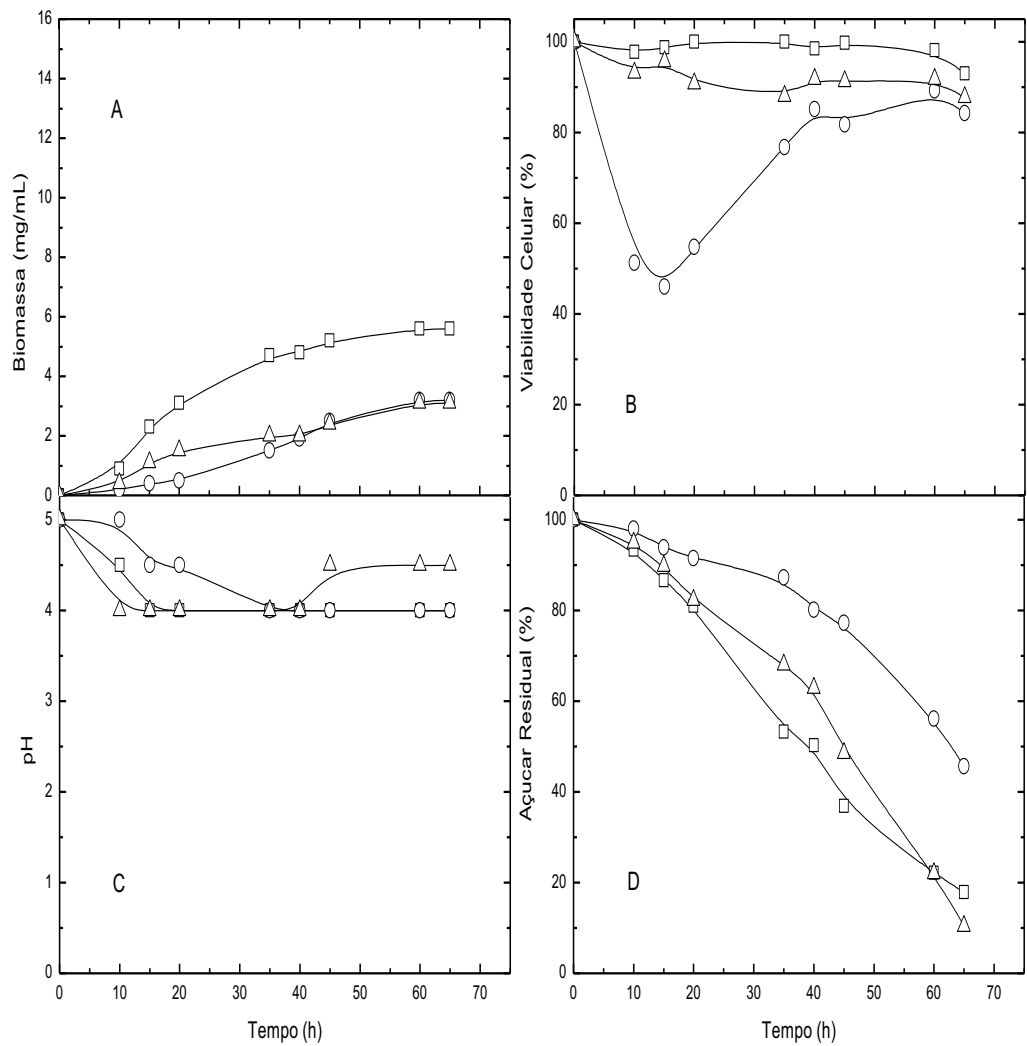 16
14
12
10
8
6
4
2
0
Biomassa (mg/mL)
A
100
80
60
40
20
0
Viabilidade Celular (%)
B
5
4
3
2
1
0
pH
C
0 10 20 30 40 50 60 70
Tempo (h)
100
80
60
40
20
0
Açucar Residual (%)
D
0 10 20 30 40 50 60 70
Tempo (h)